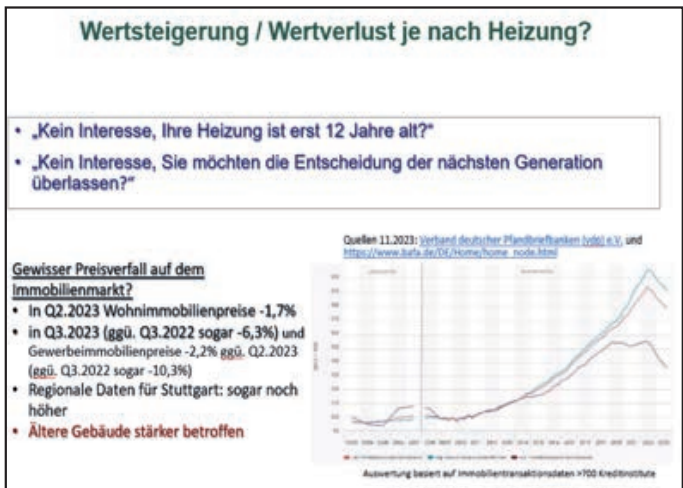 Wertsteigerung / Wertverlust je nach Heizung?
• „Kein Interesse, Ihre Heizung ist erst 12 Jahre alt?“
• „Kein Interesse, Sie möchten die Entscheidung der nächsten Generation
überlassen?“
Gewisser Preisverfall auf dem
Immobilienmarkt?
• In Q2.2023 Wohnimmobilienpreise -1,7%
• in Q3.2023 (ggü. Q3.2022 sogar -6,3%) und
Gewerbeimmobilienpreise -2,2% ggü. Q2.2023
(ggü. Q3.2022 sogar -10,3%)
• Regionale Daten für Stuttgart: sogar noch
höher
• Ältere Gebäude stärker betroffen
Quellen 11.2023: Verband deutscher Pfandbriefbanken (vdp) e.V. und
https://www.bafa.de/DE/Home/home_node.html
Auswertung basiert auf Immobilientransaktionsdaten >700 Kreditinstitute